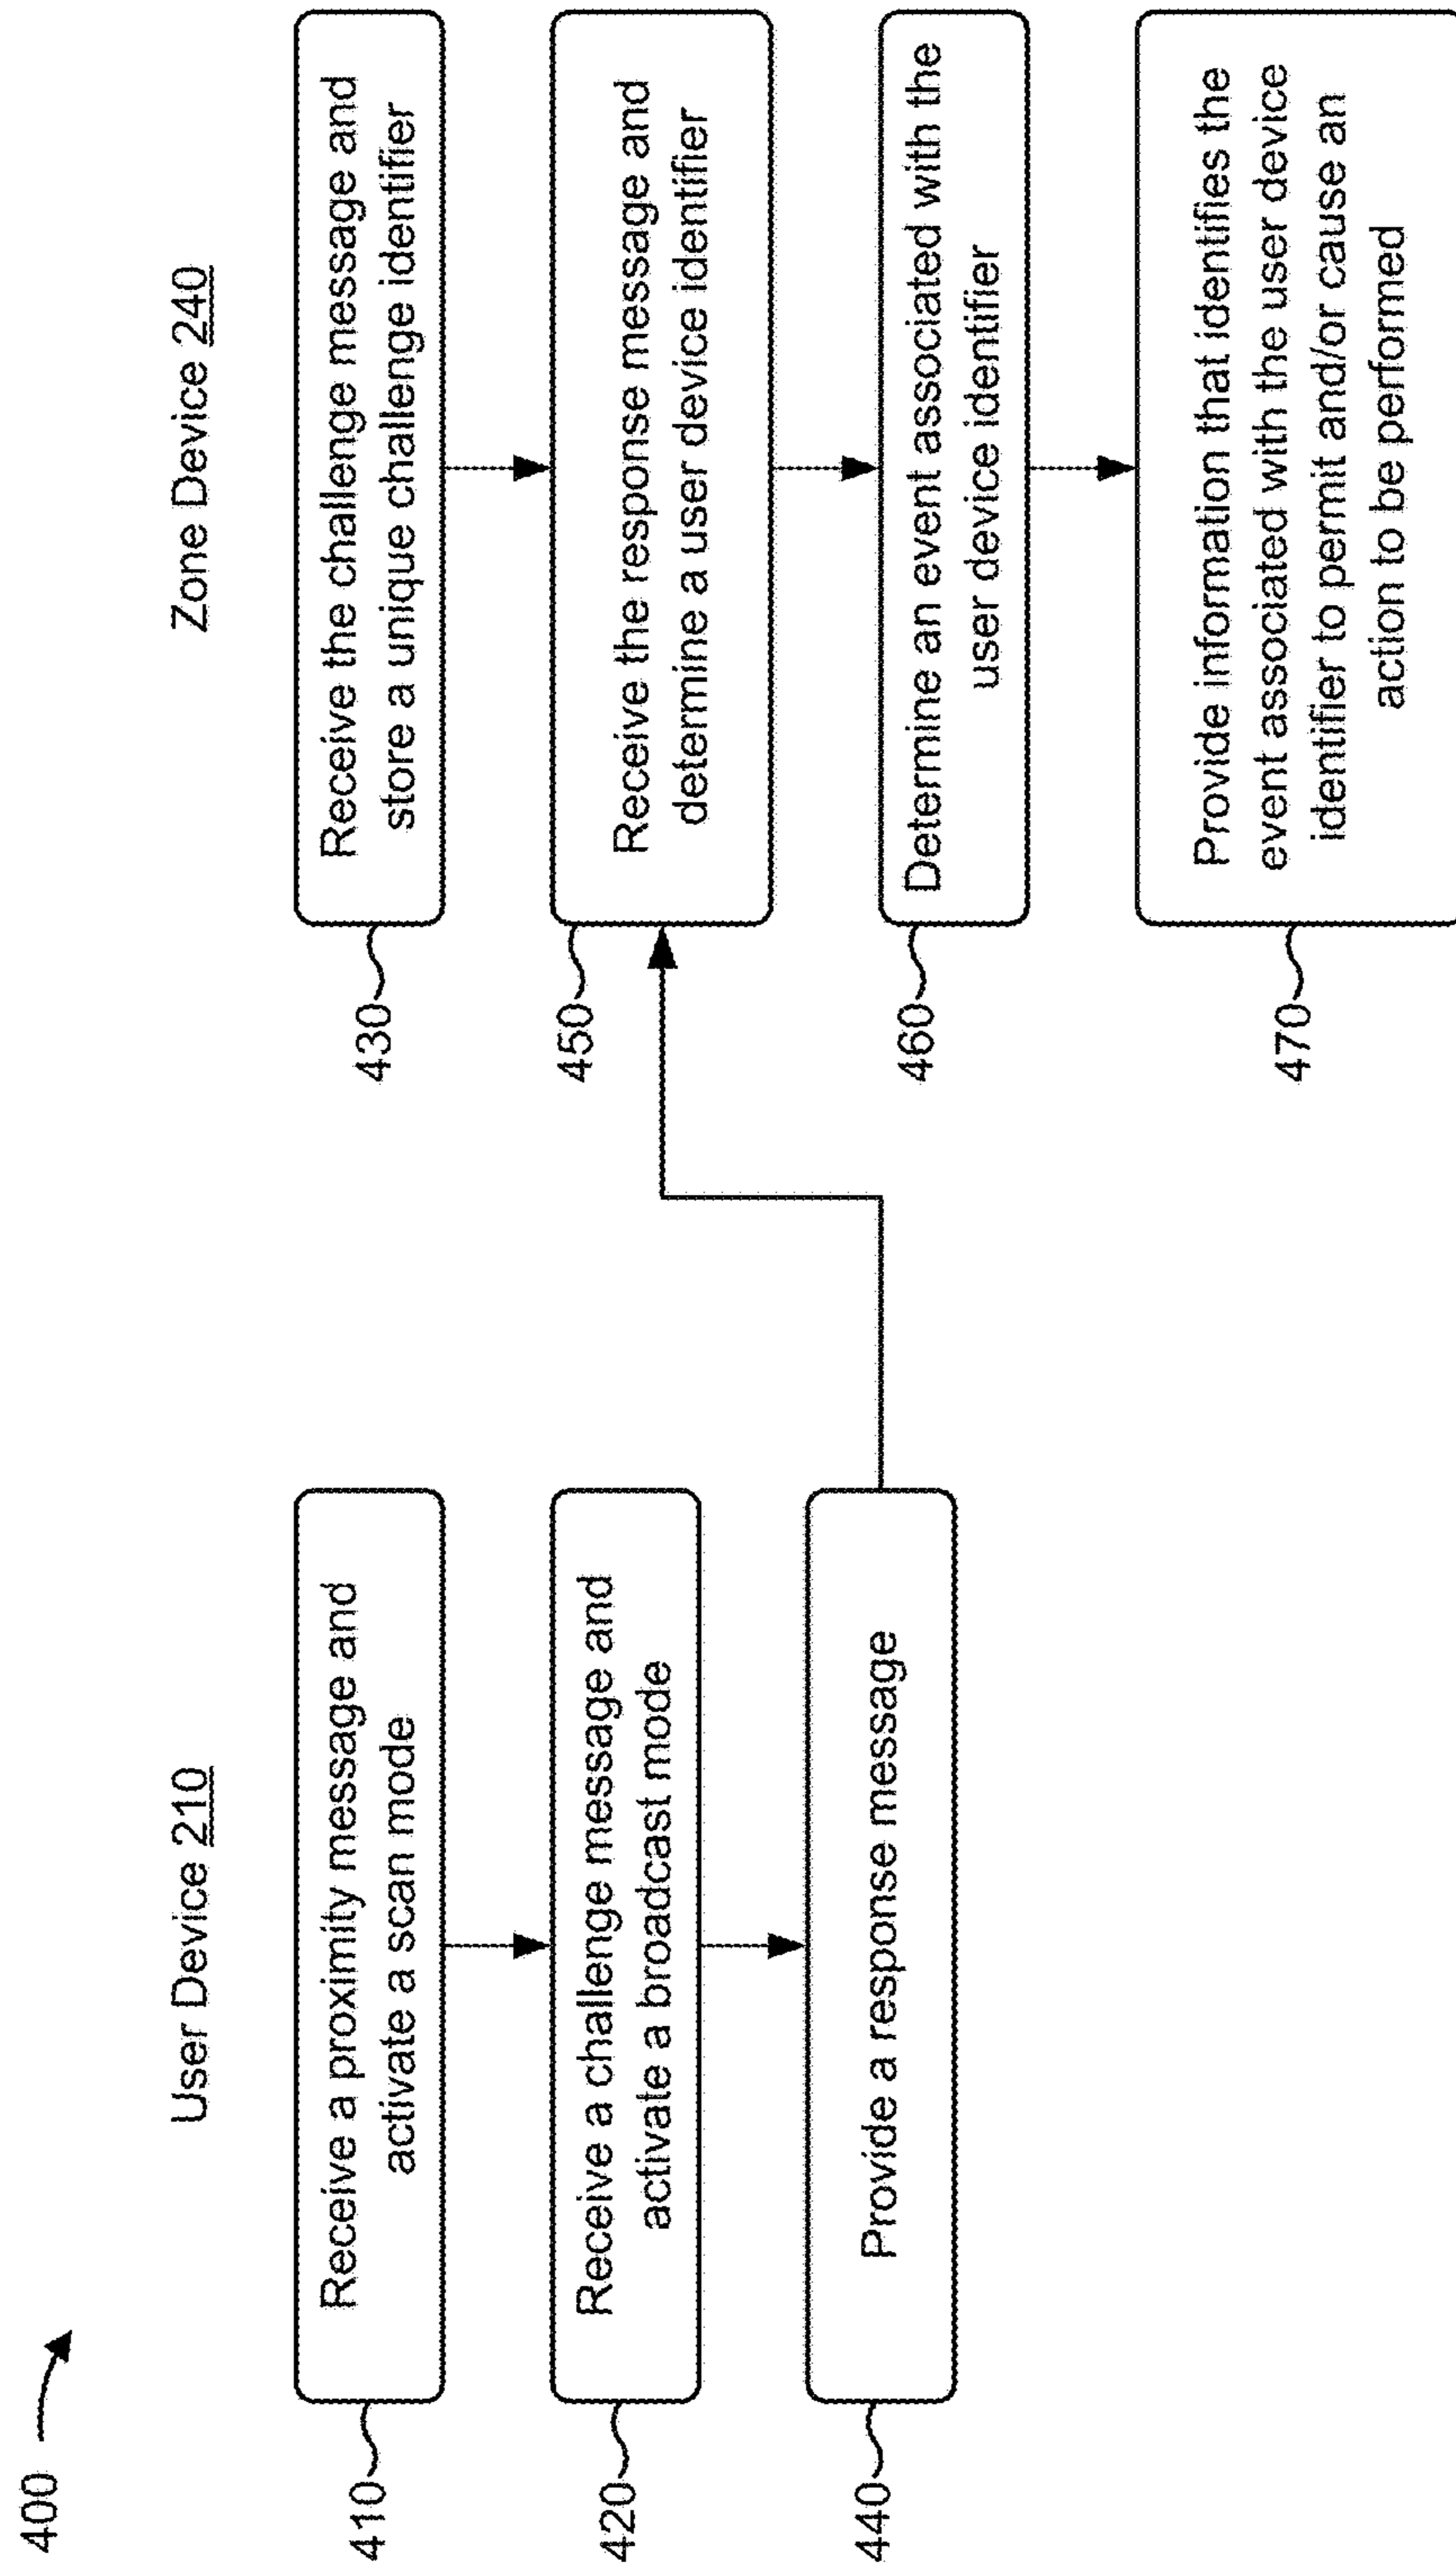 400
User Device 210
410
Receive a proximity message and
activate a scan mode
420
Receive a challenge message and
activate a broadcast mode
440
Provide a response message
Zone Device 240
430
Receive the challenge message and
store a unique challenge identifier
450
Receive the response message and
determine a user device identifier
460
Determine an event associated with the
user device identifier
470
Provide information that identifies the
event associated with the user device
identifier to permit and/or cause an
action to be performed